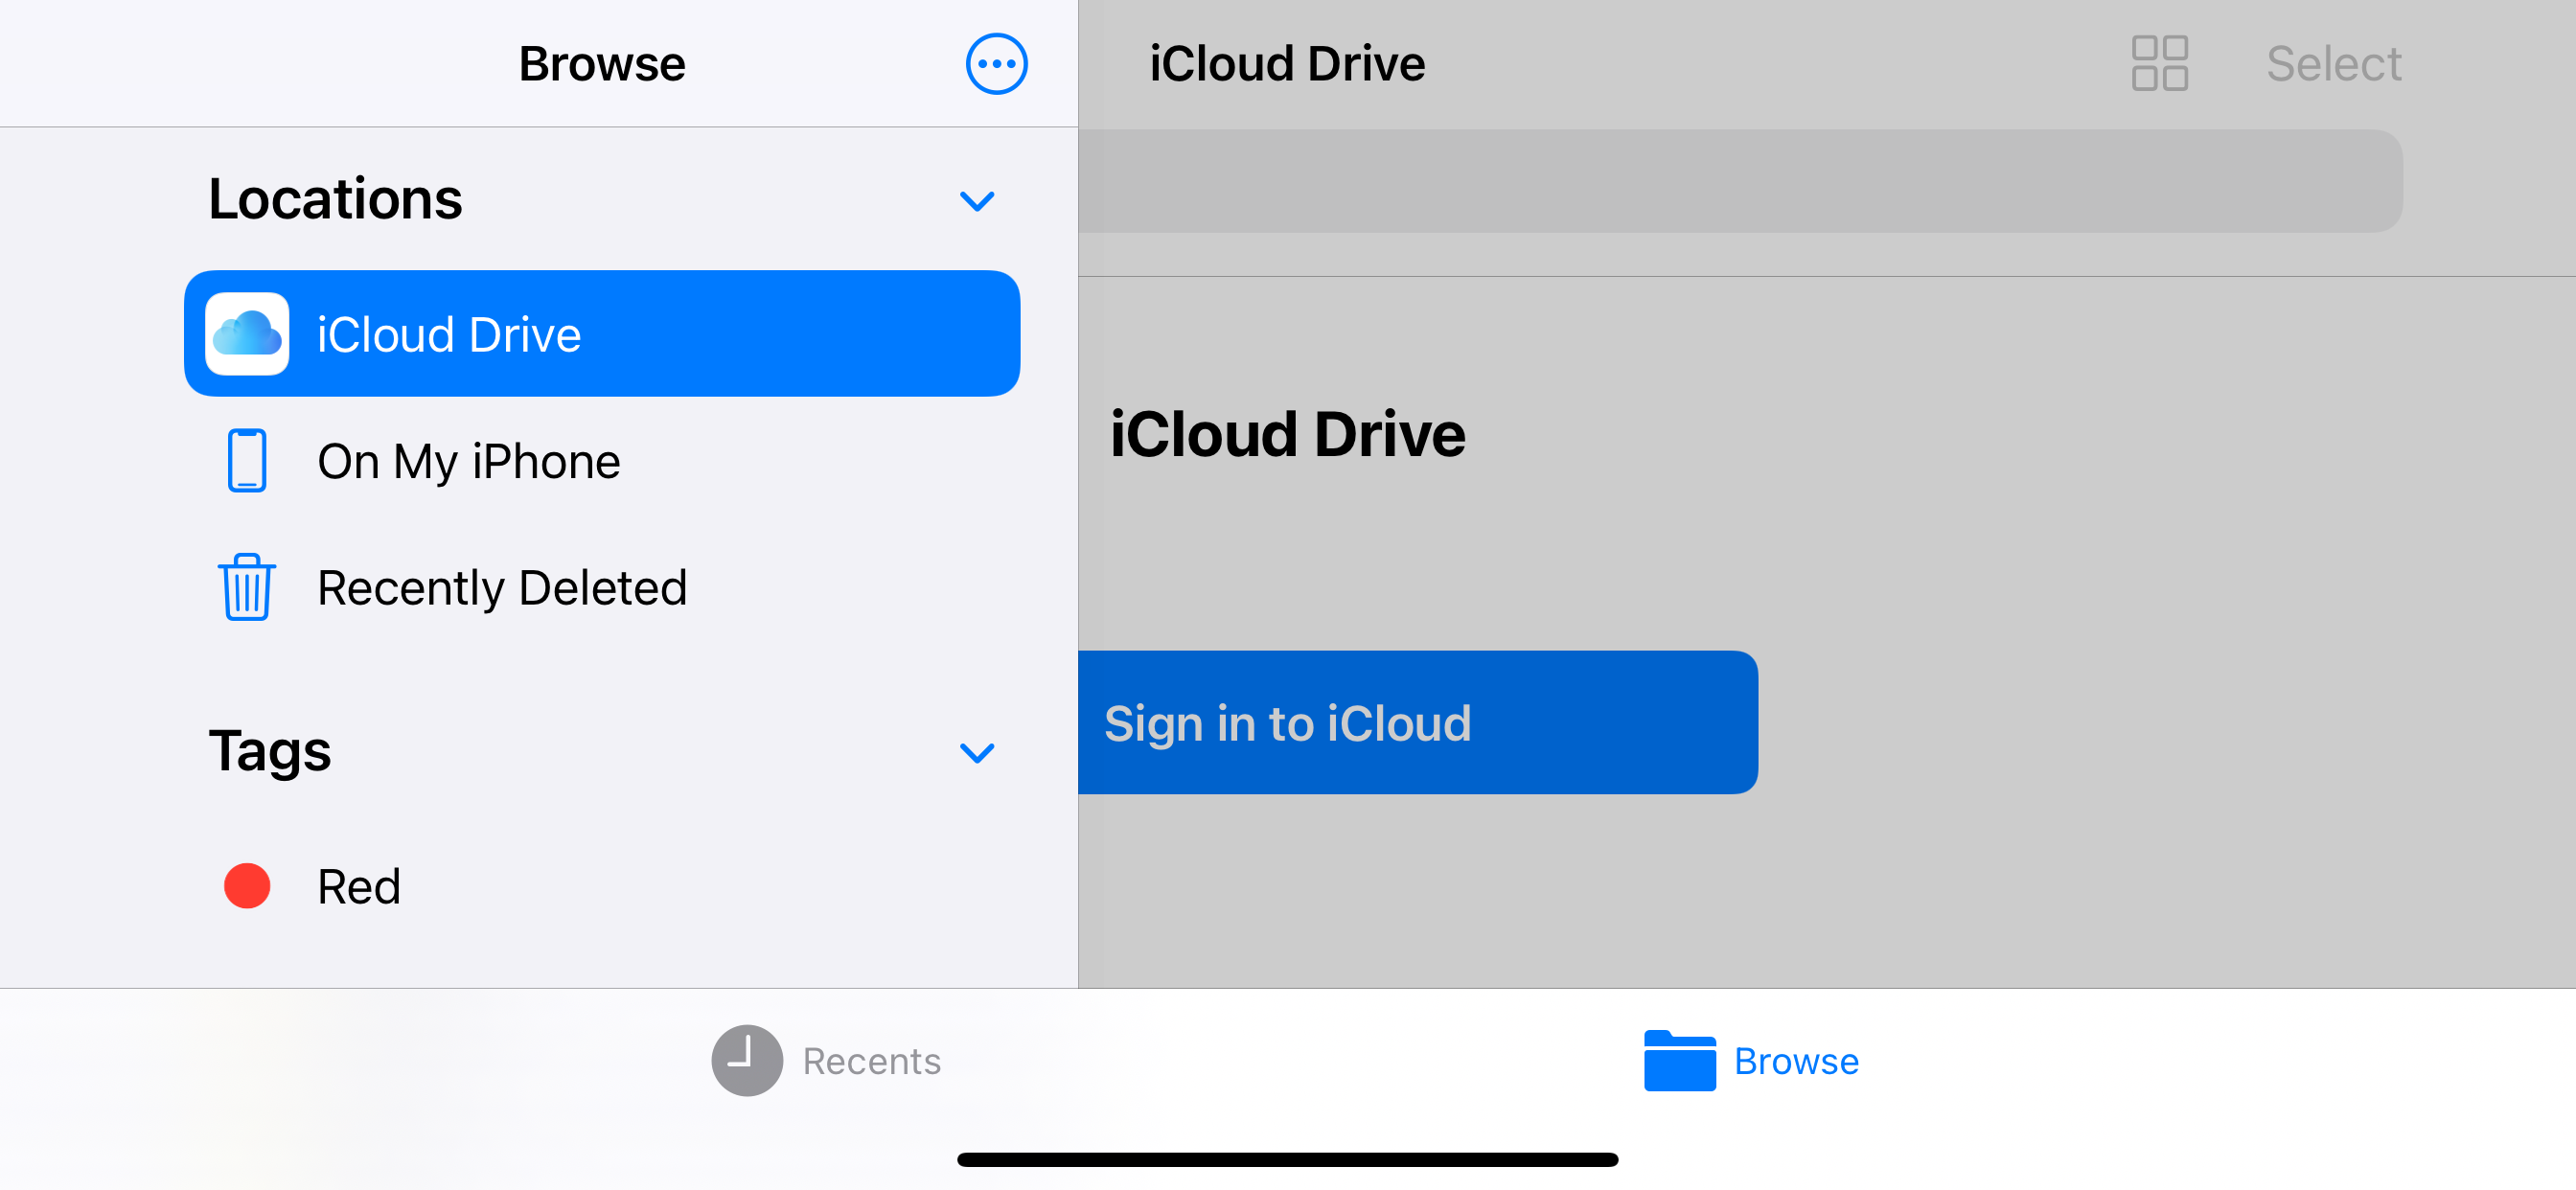 Browse
Locations
iCloud Drive
On My iPhone
Recently Deleted
Tags
Red
iCloud Drive
Select
iCloud Drive
Sign in to iCloud
Recents
Browse